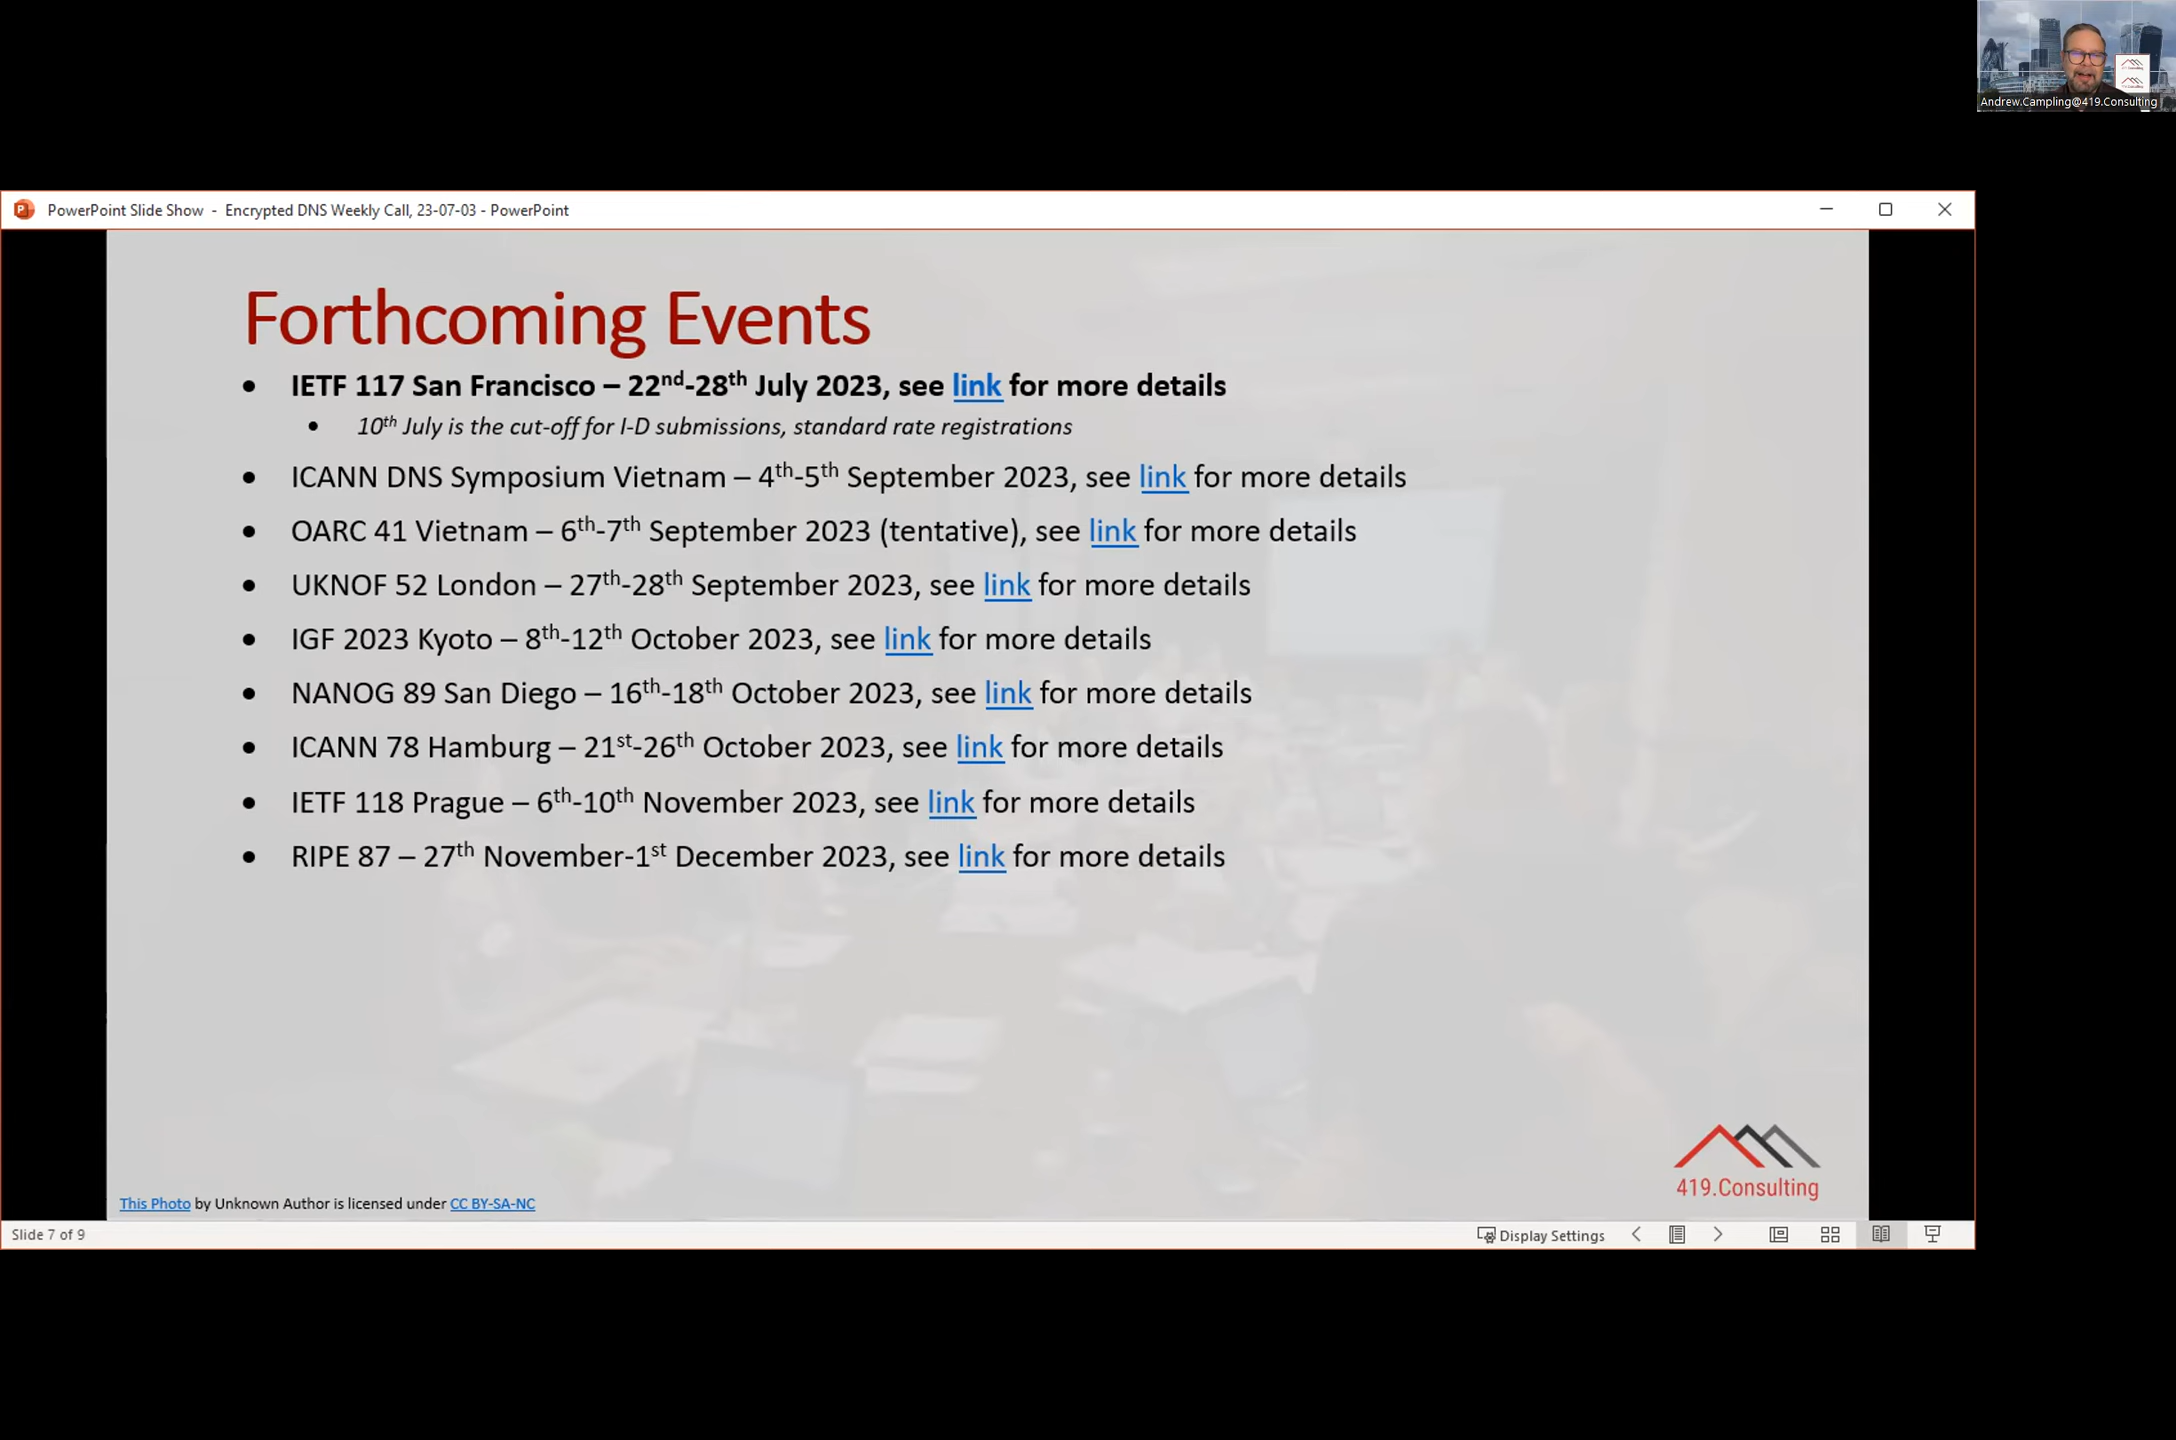 Andrew.Campling@419.Consulting
PowerPoint Slide Show - Encrypted DNS Weekly Call, 23-07-03 - PowerPoint
Forthcoming Events
• IETF 117 San Francisco – 22nd-28th July 2023, see link for more details
• 10th July is the cut-off for I-D submissions, standard rate registrations
• ICANN DNS Symposium Vietnam – 4th-5th September 2023, see link for more details
• OARC 41 Vietnam – 6th-7th September 2023 (tentative), see link for more details
• UKNOF 52 London – 27th-28th September 2023, see link for more details
• IGF 2023 Kyoto – 8th-12th October 2023, see link for more details
• NANOG 89 San Diego – 16th-18th October 2023, see link for more details
• ICANN 78 Hamburg – 21st-26th October 2023, see link for more details
• IETF 118 Prague – 6th-10th November 2023, see link for more details
• RIPE 87 – 27th November-1st December 2023, see link for more details
419.Consulting
This Photo by Unknown Author is licensed under CC BY-SA-NC
Slide 7 of 9
Display Settings